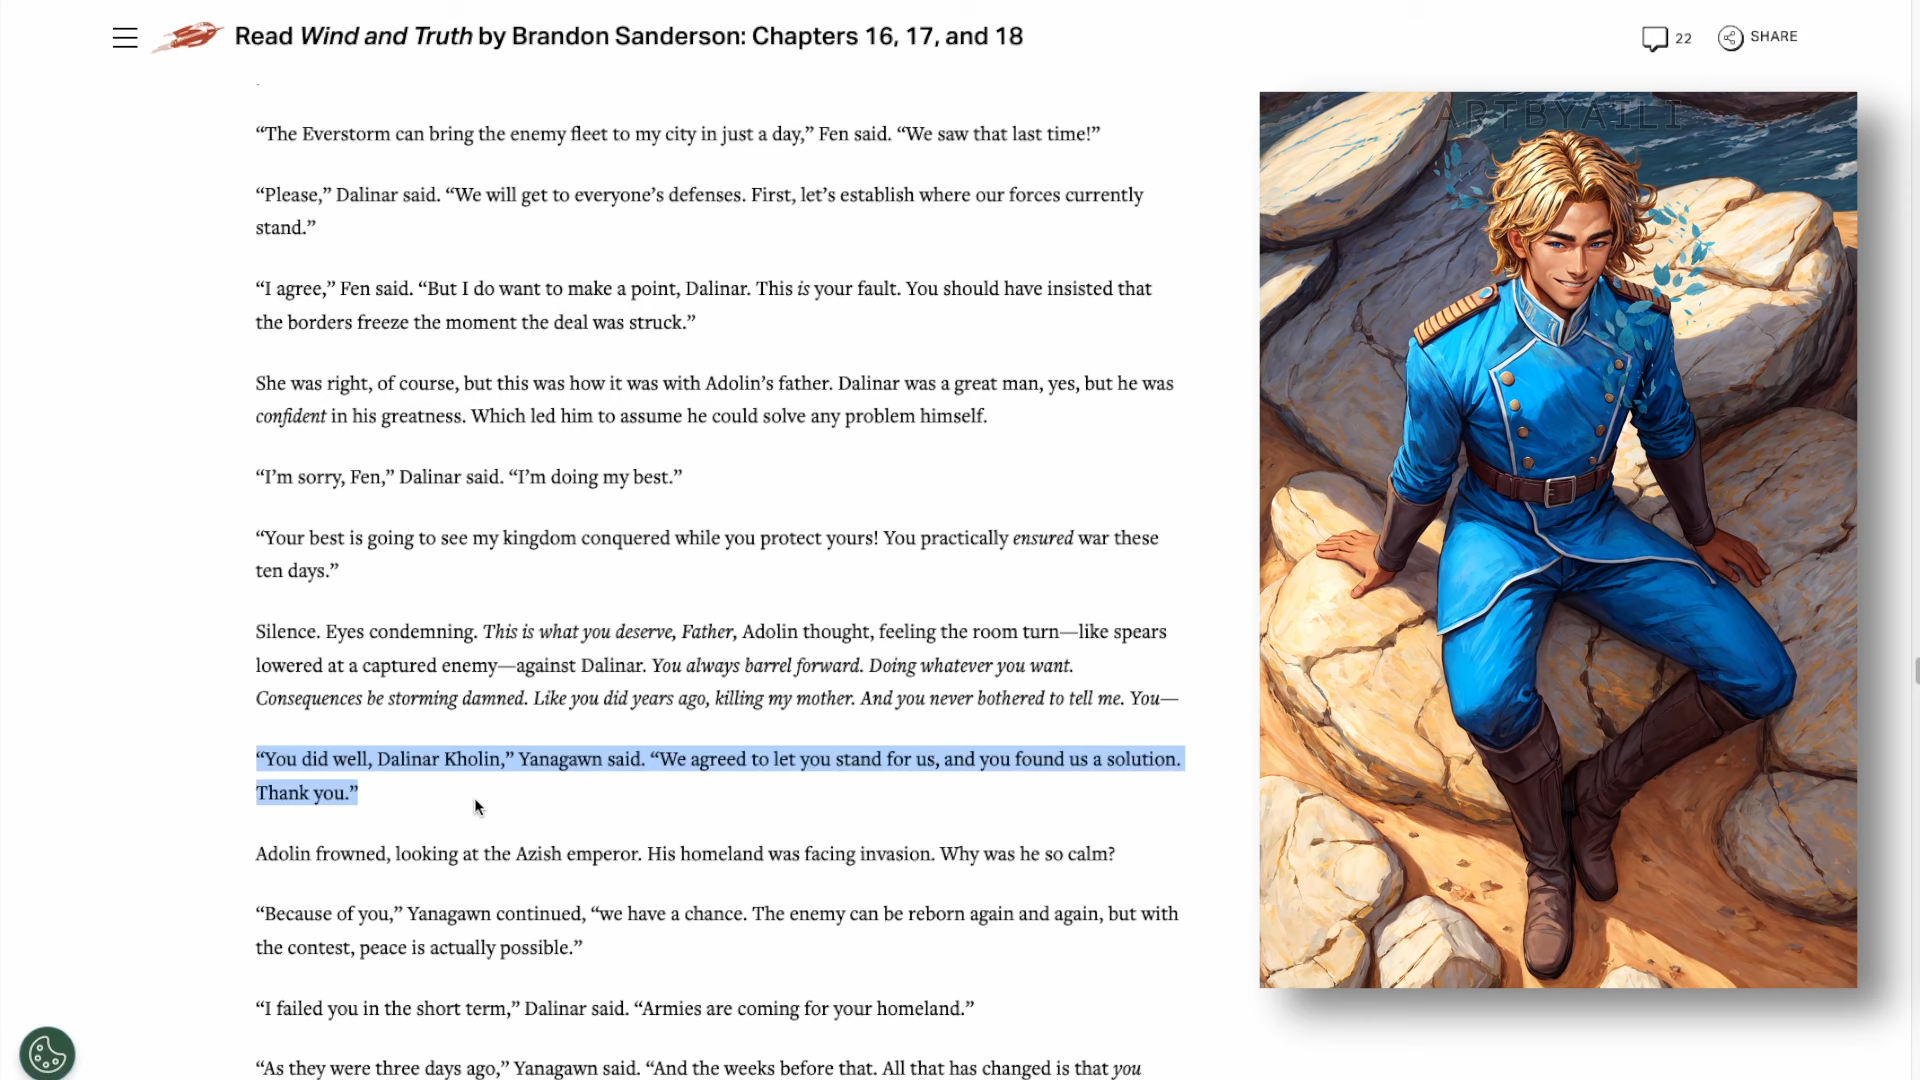 Read Wind and Truth by Brandon Sanderson: Chapters 16, 17, and 18
22
SHARE
ARTBYAILI
“The Everstorm can bring the enemy fleet to my city in just a day,” Fen said. “We saw that last time!”
“Please,” Dalinar said. “We will get to everyone’s defenses. First, let’s establish where our forces currently
stand.”
“I agree,” Fen said. “But I do want to make a point, Dalinar. This is your fault. You should have insisted that
the borders freeze the moment the deal was struck.”
She was right, of course, but this was how it was with Adolin’s father. Dalinar was a great man, yes, but he was
confident in his greatness. Which led him to assume he could solve any problem himself.
“I’m sorry, Fen,” Dalinar said. “I’m doing my best.”
“Your best is going to see my kingdom conquered while you protect yours! You practically ensured war these
ten days.”
Silence. Eyes condemning. This is what you deserve, Father, Adolin thought, feeling the room turn—like spears
lowered at a captured enemy—against Dalinar. You always barrel forward. Doing whatever you want.
Consequences be storming damned. Like you did years ago, killing my mother. And you never bothered to tell me. You—
“You did well, Dalinar Kholin,” Yanagawn said. “We agreed to let you stand for us, and you found us a solution.
Thank you.”
Adolin frowned, looking at the Azish emperor. His homeland was facing invasion. Why was he so calm?
“Because of you,” Yanagawn continued, “we have a chance. The enemy can be reborn again and again, but with
the contest, peace is actually possible.”
“I failed you in the short term,” Dalinar said. “Armies are coming for your homeland.”
“As they were three days ago,” Yanagawn said. “And the weeks before that. All that has changed is that you